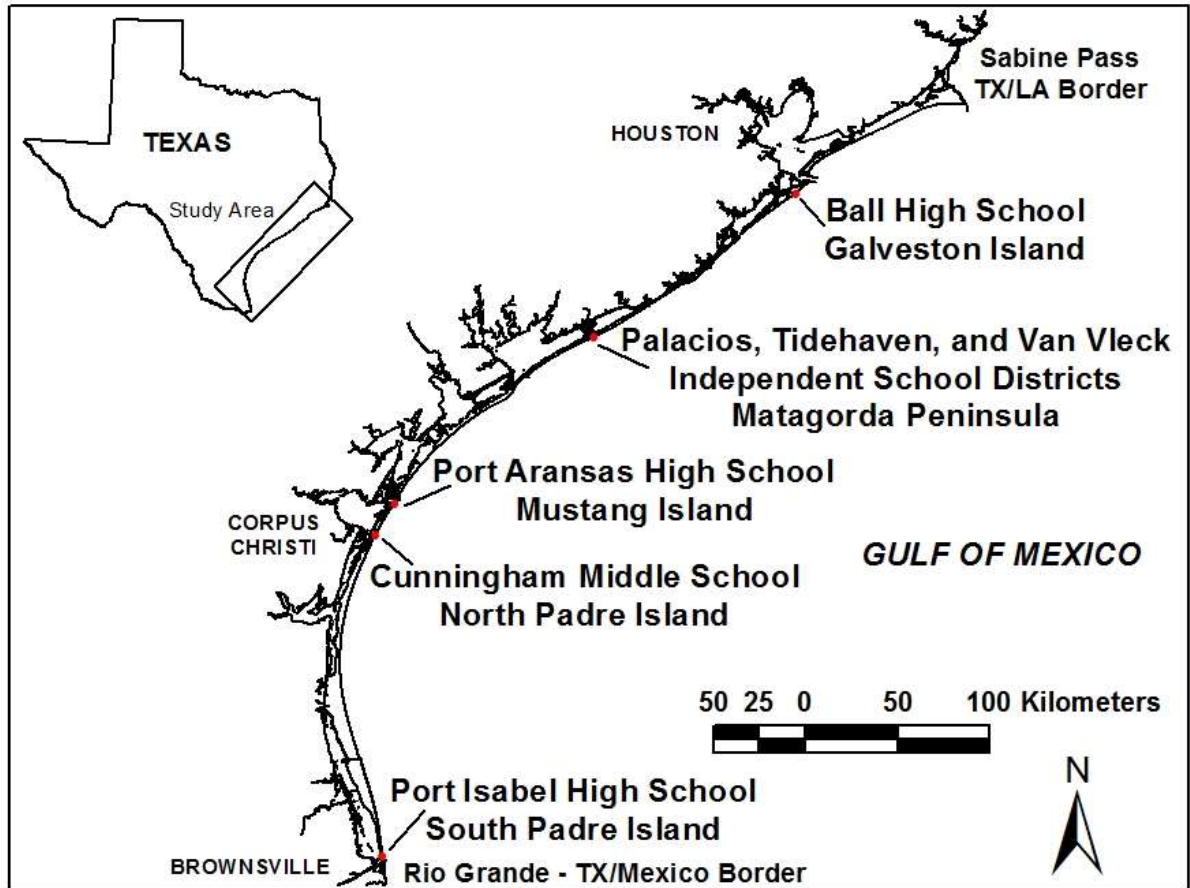 Sabine Pass
TX/LA Border
HOUSTON
TEXAS
Study Area
Ball High School
Galveston Island
Palacios, Tidehaven, and Van Vleck
Independent School Districts
Matagorda Peninsula
Port Aransas High School
Mustang Island
CORPUS
CHRISTI
GULF OF MEXICO
Cunningham Middle School
North Padre Island
50 25 0 50 100 Kilometers
N
Port Isabel High School
South Padre Island
BROWNSVILLE
Rio Grande - TX/Mexico Border